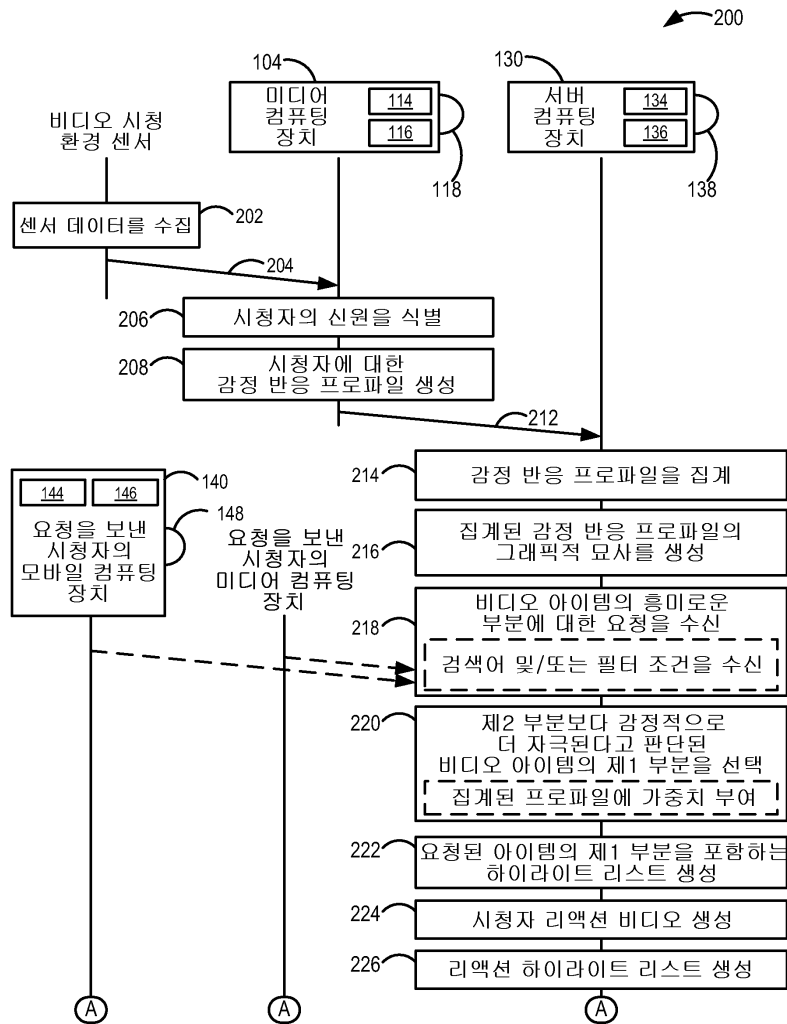 200
104
130
비디오 시청
환경 센서
미디어
컴퓨팅
장치
114
116
118
서버
컴퓨팅
장치
134
136
138
센서 데이터를 수집
202
204
206
시청자의 신원을 식별
208
시청자에 대한
감정 반응 프로파일 생성
212
214
감정 반응 프로파일을 집계
140
144
146
148
요청을 보낸
시청자의
모바일 컴퓨팅
장치
요청을 보낸
시청자의
미디어 컴퓨팅
장치
216
집계된 감정 반응 프로파일의
그래픽적 묘사를 생성
218
비디오 아이템의 흥미로운
부분에 대한 요청을 수신
검색어 및/또는 필터 조건을 수신
220
제2 부분보다 감정적으로
더 자극된다고 판단된
비디오 아이템의 제1 부분을 선택
집계된 프로파일에 가중치 부여
222
요청된 아이템의 제1 부분을 포함하는
하이라이트 리스트 생성
224
시청자 리액션 비디오 생성
226
리액션 하이라이트 리스트 생성
A
A
A